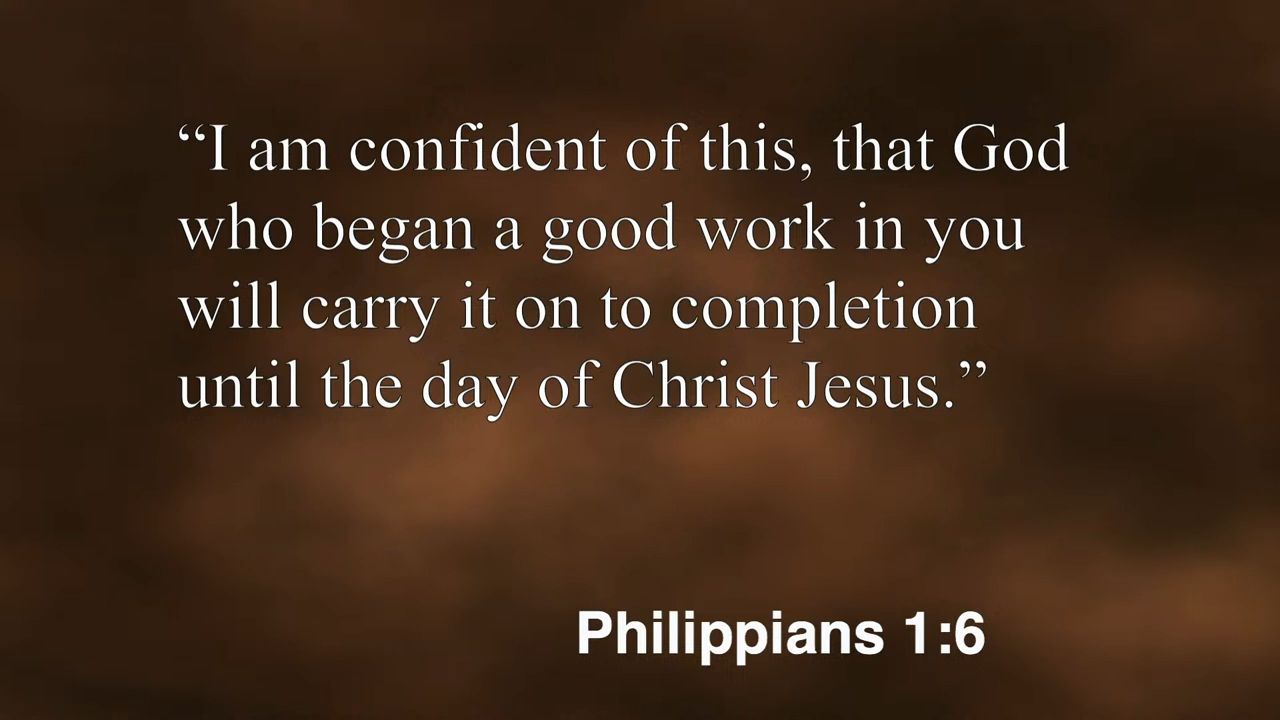 “I am confident of this, that God
who began a good work in you
will carry it on to completion
until the day of Christ Jesus.”
Philippians 1:6